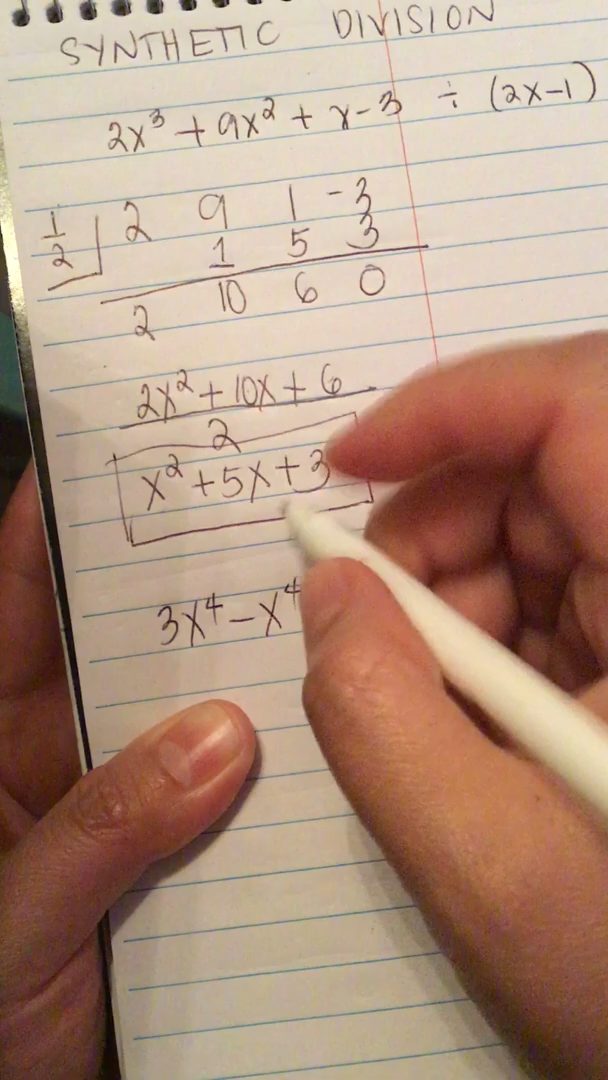 SYNTHETIC DIVISION
2x³ + 9x² + x - 3 ÷ (2x-1)
1/2 | 2 9 1 -3
1 5 3
2 10 6 0
2x² + 10x + 6
2
x² + 5x + 3
3x⁴ - x⁴